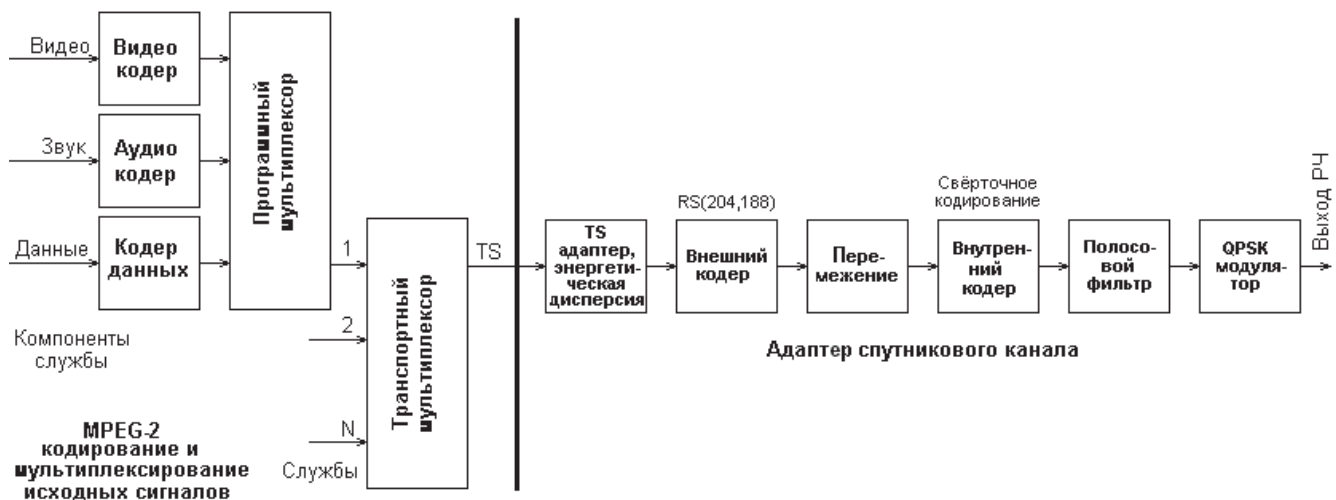 Видео
Видео
кодер
Звук
Аудио
кодер
Данные
Кодер
данных
Программный
мультиплексор
Компоненты
службы
1
2
N
Службы
Транспортный
мультиплексор
MPEG-2
кодирование и
мультиплексирование
исходных сигналов
TS
TS
адаптер,
энергети-
ческая
дисперсия
RS(204,188)
Внешний
кодер
Пере-
межение
Свёрточное
кодирование
Внутрен-
ний
кодер
Полосо-
вой
фильтр
QPSK
модуля-
тор
Выход РЧ
Адаптер спутникового канала